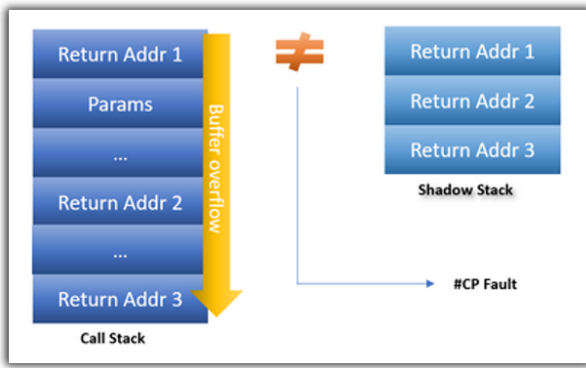 Return Addr 1
Params
...
Return Addr 2
...
Return Addr 3
Call Stack
Buffer overflow
≠
Return Addr 1
Return Addr 2
Return Addr 3
Shadow Stack
#CP Fault